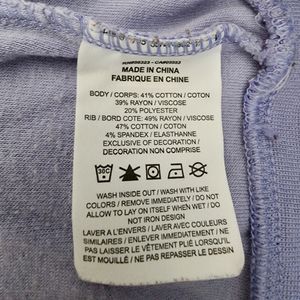 MADE IN CHINA
FABRIQUE EN CHINE
BODY / CORPS: 41% COTTON / COTON
39% RAYON / VISCOSE
20% POLYESTER
RIB / BORD COTE: 49% RAYON / VISCOSE
47% COTTON / COTON
4% SPANDEX / ELASTHANNE
EXCLUSIVE OF DECORATION /
DECORATION NON COMPRISE
30C
WASH INSIDE OUT / WASH WITH LIKE
COLORS / REMOVE IMMEDIATELY / DO NOT
ALLOW TO LAY ON ITSELF WHEN WET / DO
NOT IRON DESIGN
LAVER A L'ENVERS / LAVER AVEC COULEURS
SIMILAIRES / ENLEVER IMMÉDIATEMENT / NE
PAS LAISSER LE VÊTEMENT PLIÉ LORSQU'IL
EST MOUILLÉ / NE PAS REPASSER LE DESSIN